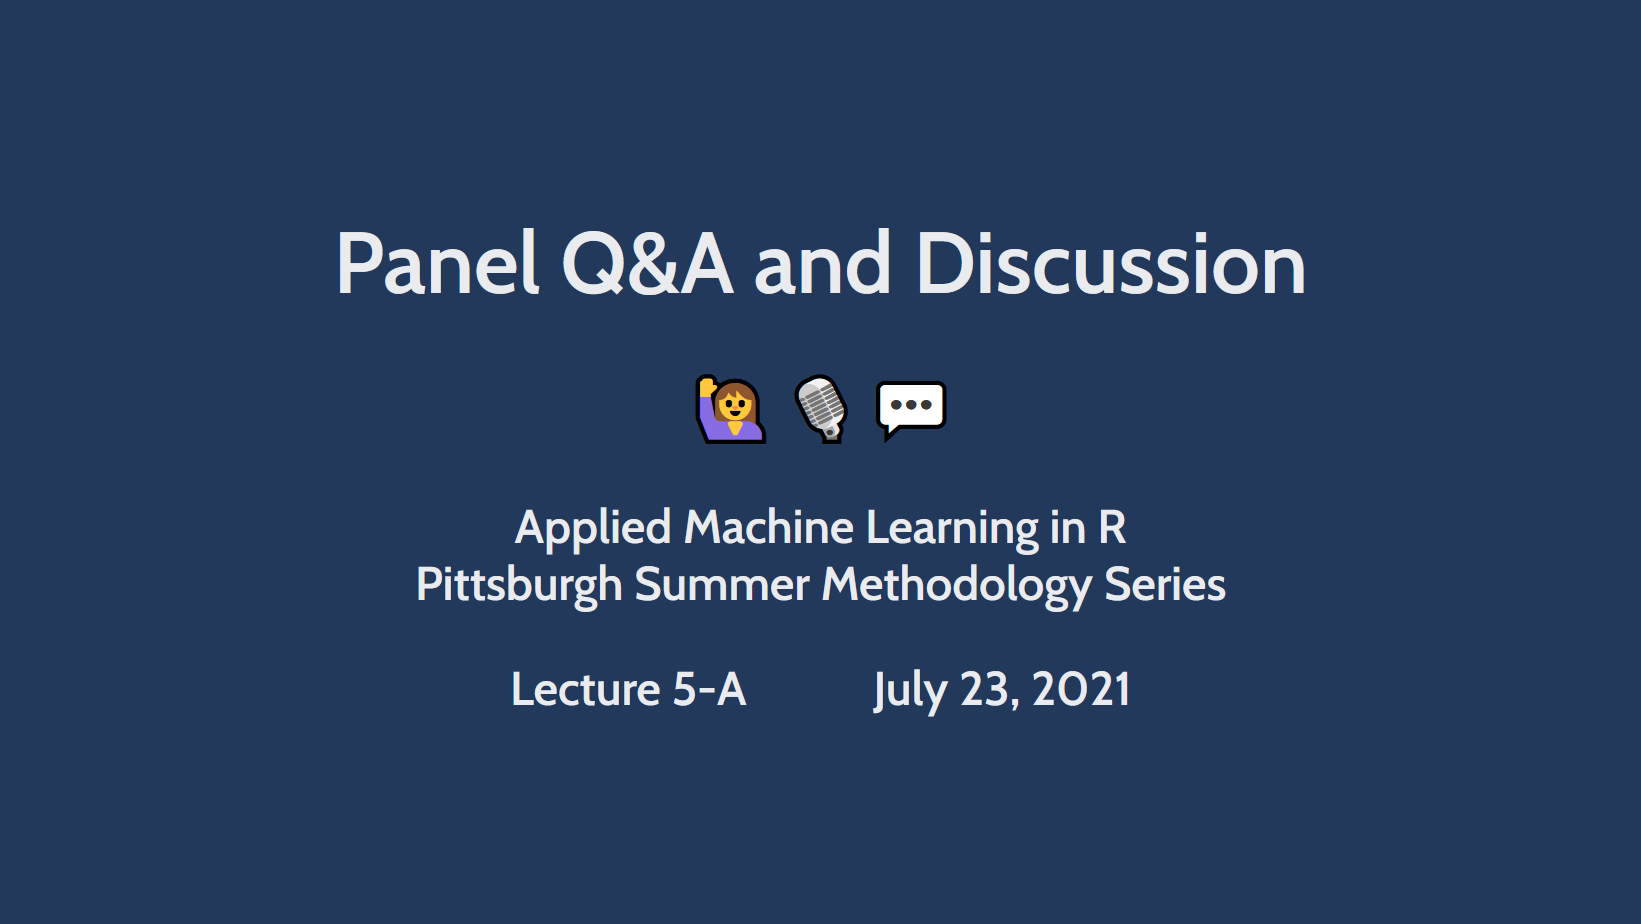 Panel Q&A and Discussion
Applied Machine Learning in R
Pittsburgh Summer Methodology Series
Lecture 5-A July 23, 2021